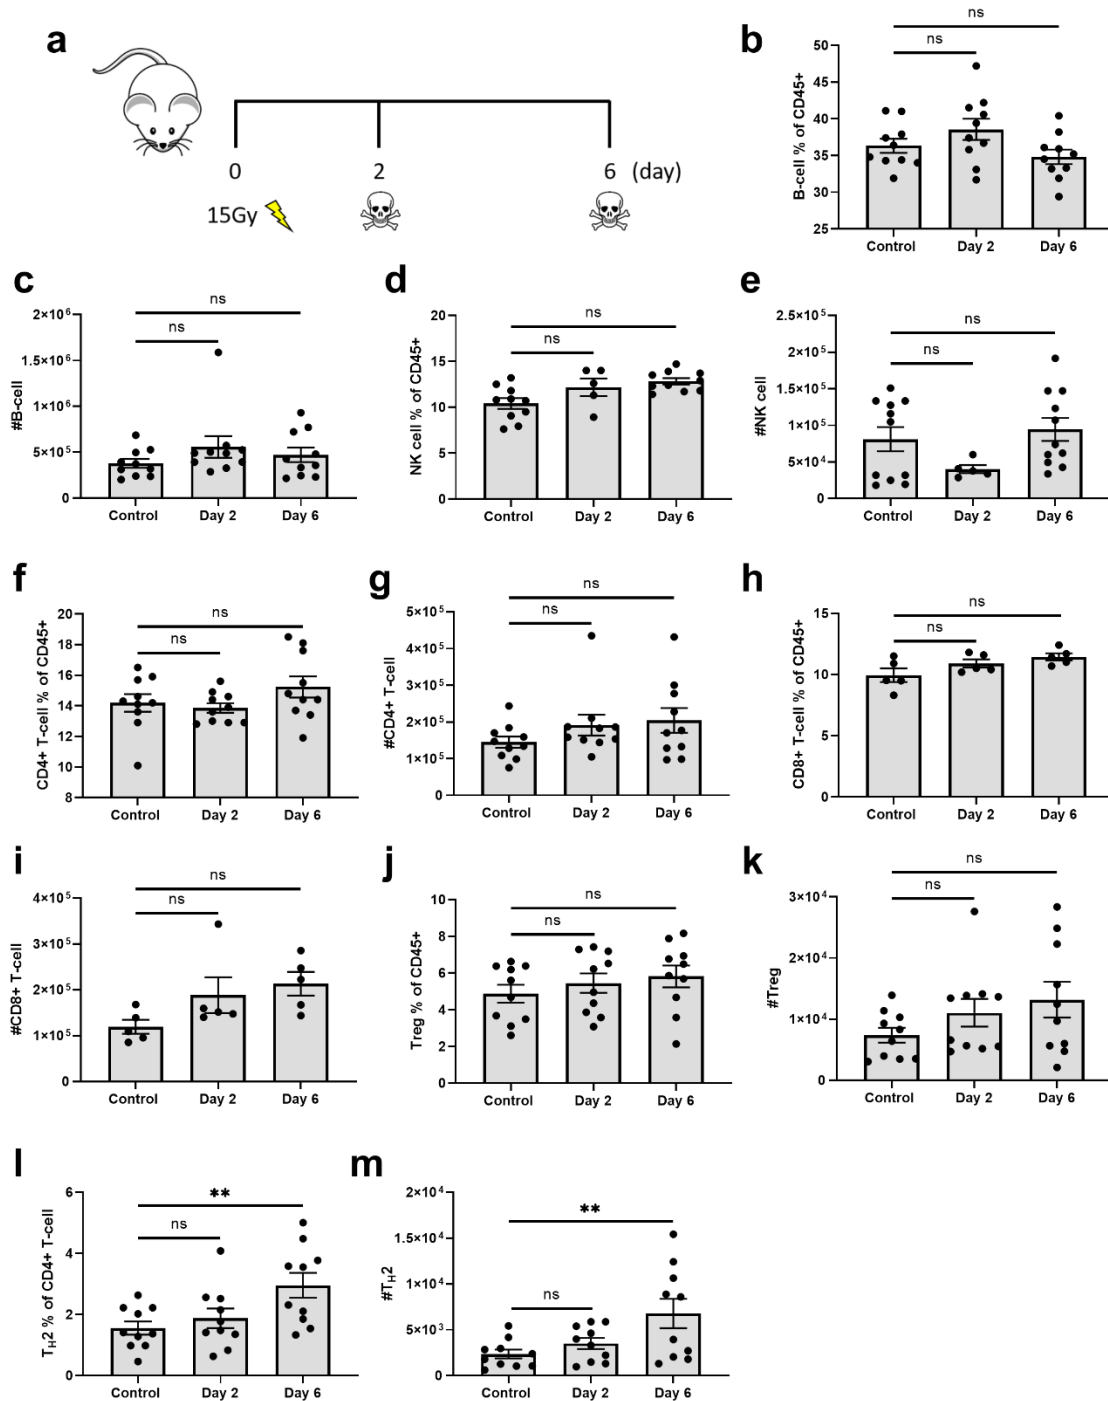 a
0 2 6 (day)
15Gy
b
B-cell % of CD45+
50
45
40
35
30
25
ns
ns
Control Day 2 Day 6
c
#B-cell
2×10⁶
1.5×10⁶
1×10⁶
5×10⁵
0
ns
ns
Control Day 2 Day 6
d
NK cell % of CD45+
20
15
10
5
0
ns
ns
Control Day 2 Day 6
e
#NK cell
2.5×10⁵
2×10⁵
1.5×10⁵
1×10⁵
5×10⁴
0
ns
ns
Control Day 2 Day 6
f
CD4+ T-cell % of CD45+
20
18
16
14
12
10
8
ns
ns
Control Day 2 Day 6
g
#CD4+ T-cell
5×10⁵
4×10⁵
3×10⁵
2×10⁵
1×10⁵
0
ns
ns
Control Day 2 Day 6
h
CD8+ T-cell % of CD45+
15
10
5
0
ns
ns
Control Day 2 Day 6
i
#CD8+ T-cell
4×10⁵
3×10⁵
2×10⁵
1×10⁵
0
ns
ns
Control Day 2 Day 6
j
Treg % of CD45+
10
8
6
4
2
0
ns
ns
Control Day 2 Day 6
k
#Treg
3×10⁴
2×10⁴
1×10⁴
0
ns
ns
Control Day 2 Day 6
l
T_H2 % of CD4+ T-cell
6
4
2
0
**
ns
Control Day 2 Day 6
m
#T_H2
2×10⁴
1.5×10⁴
1×10⁴
5×10³
0
**
ns
Control Day 2 Day 6